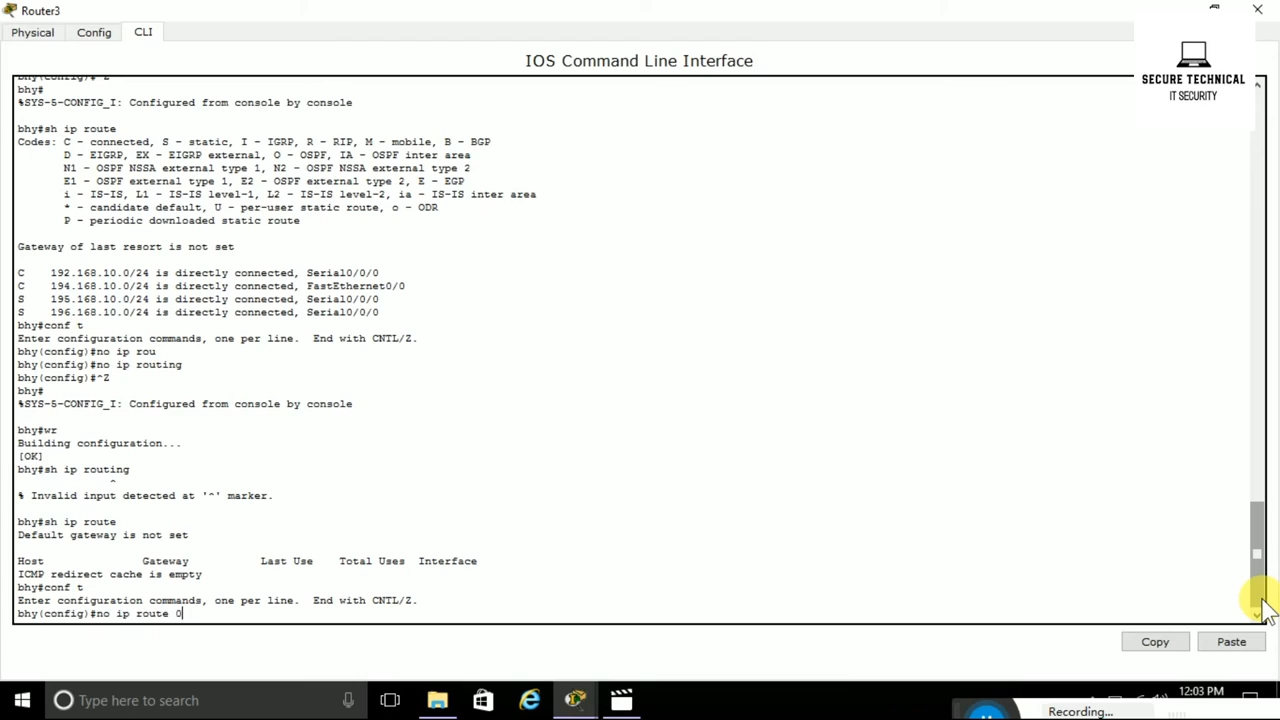 Router3
Physical Config CLI
IOS Command Line Interface
SECURE TECHNICAL
IT SECURITY
bhy(config)#^Z
bhy#
%SYS-5-CONFIG_I: Configured from console by console
bhy#sh ip route
Codes: C - connected, S - static, I - IGRP, R - RIP, M - mobile, B - BGP
D - EIGRP, EX - EIGRP external, O - OSPF, IA - OSPF inter area
N1 - OSPF NSSA external type 1, N2 - OSPF NSSA external type 2
E1 - OSPF external type 1, E2 - OSPF external type 2, E - EGP
i - IS-IS, L1 - IS-IS level-1, L2 - IS-IS level-2, ia - IS-IS inter area
* - candidate default, U - per-user static route, o - ODR
P - periodic downloaded static route
Gateway of last resort is not set
C 192.168.10.0/24 is directly connected, Serial0/0/0
C 194.168.10.0/24 is directly connected, FastEthernet0/0
S 195.168.10.0/24 is directly connected, Serial0/0/0
S 196.168.10.0/24 is directly connected, Serial0/0/0
bhy#conf t
Enter configuration commands, one per line. End with CNTL/Z.
bhy(config)#no ip rou
bhy(config)#no ip routing
bhy(config)#^Z
bhy#
%SYS-5-CONFIG_I: Configured from console by console
bhy#wr
Building configuration...
[OK]
bhy#sh ip routing
^
% Invalid input detected at '^' marker.
bhy#sh ip route
Default gateway is not set
Host Gateway Last Use Total Uses Interface
ICMP redirect cache is empty
bhy#conf t
Enter configuration commands, one per line. End with CNTL/Z.
bhy(config)#no ip route 0
Copy Paste
Type here to search
12:03 PM
Recording...